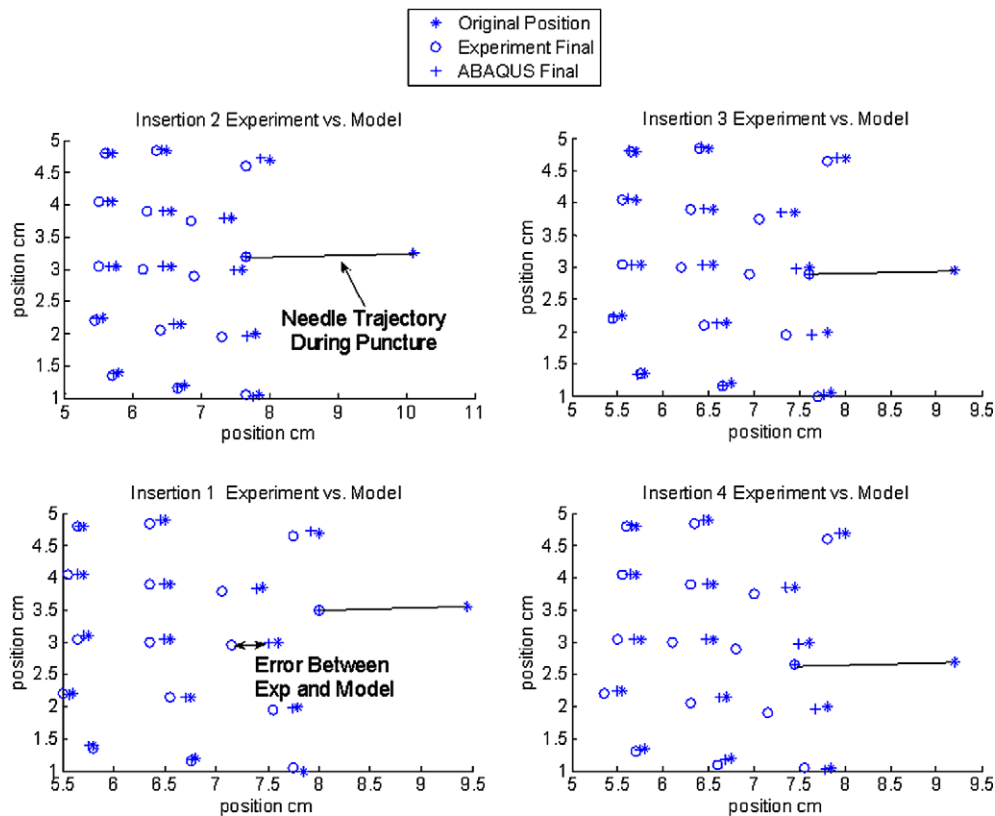 Original Position
Experiment Final
ABAQUS Final
Insertion 2 Experiment vs. Model
5
4.5
4
3.5
3
2.5
2
1.5
1
position cm
Needle Trajectory
During Puncture
5 6 7 8 9 10 11
position cm
Insertion 3 Experiment vs. Model
5
4.5
4
3.5
3
2.5
2
1.5
1
position cm
5 5.5 6 6.5 7 7.5 8 8.5 9 9.5
position cm
Insertion 1 Experiment vs. Model
5
4.5
4
3.5
3
2.5
2
1.5
1
position cm
Error Between
Exp and Model
5.5 6 6.5 7 7.5 8 8.5 9 9.5
position cm
Insertion 4 Experiment vs. Model
5
4.5
4
3.5
3
2.5
2
1.5
1
position cm
5 5.5 6 6.5 7 7.5 8 8.5 9 9.5
position cm